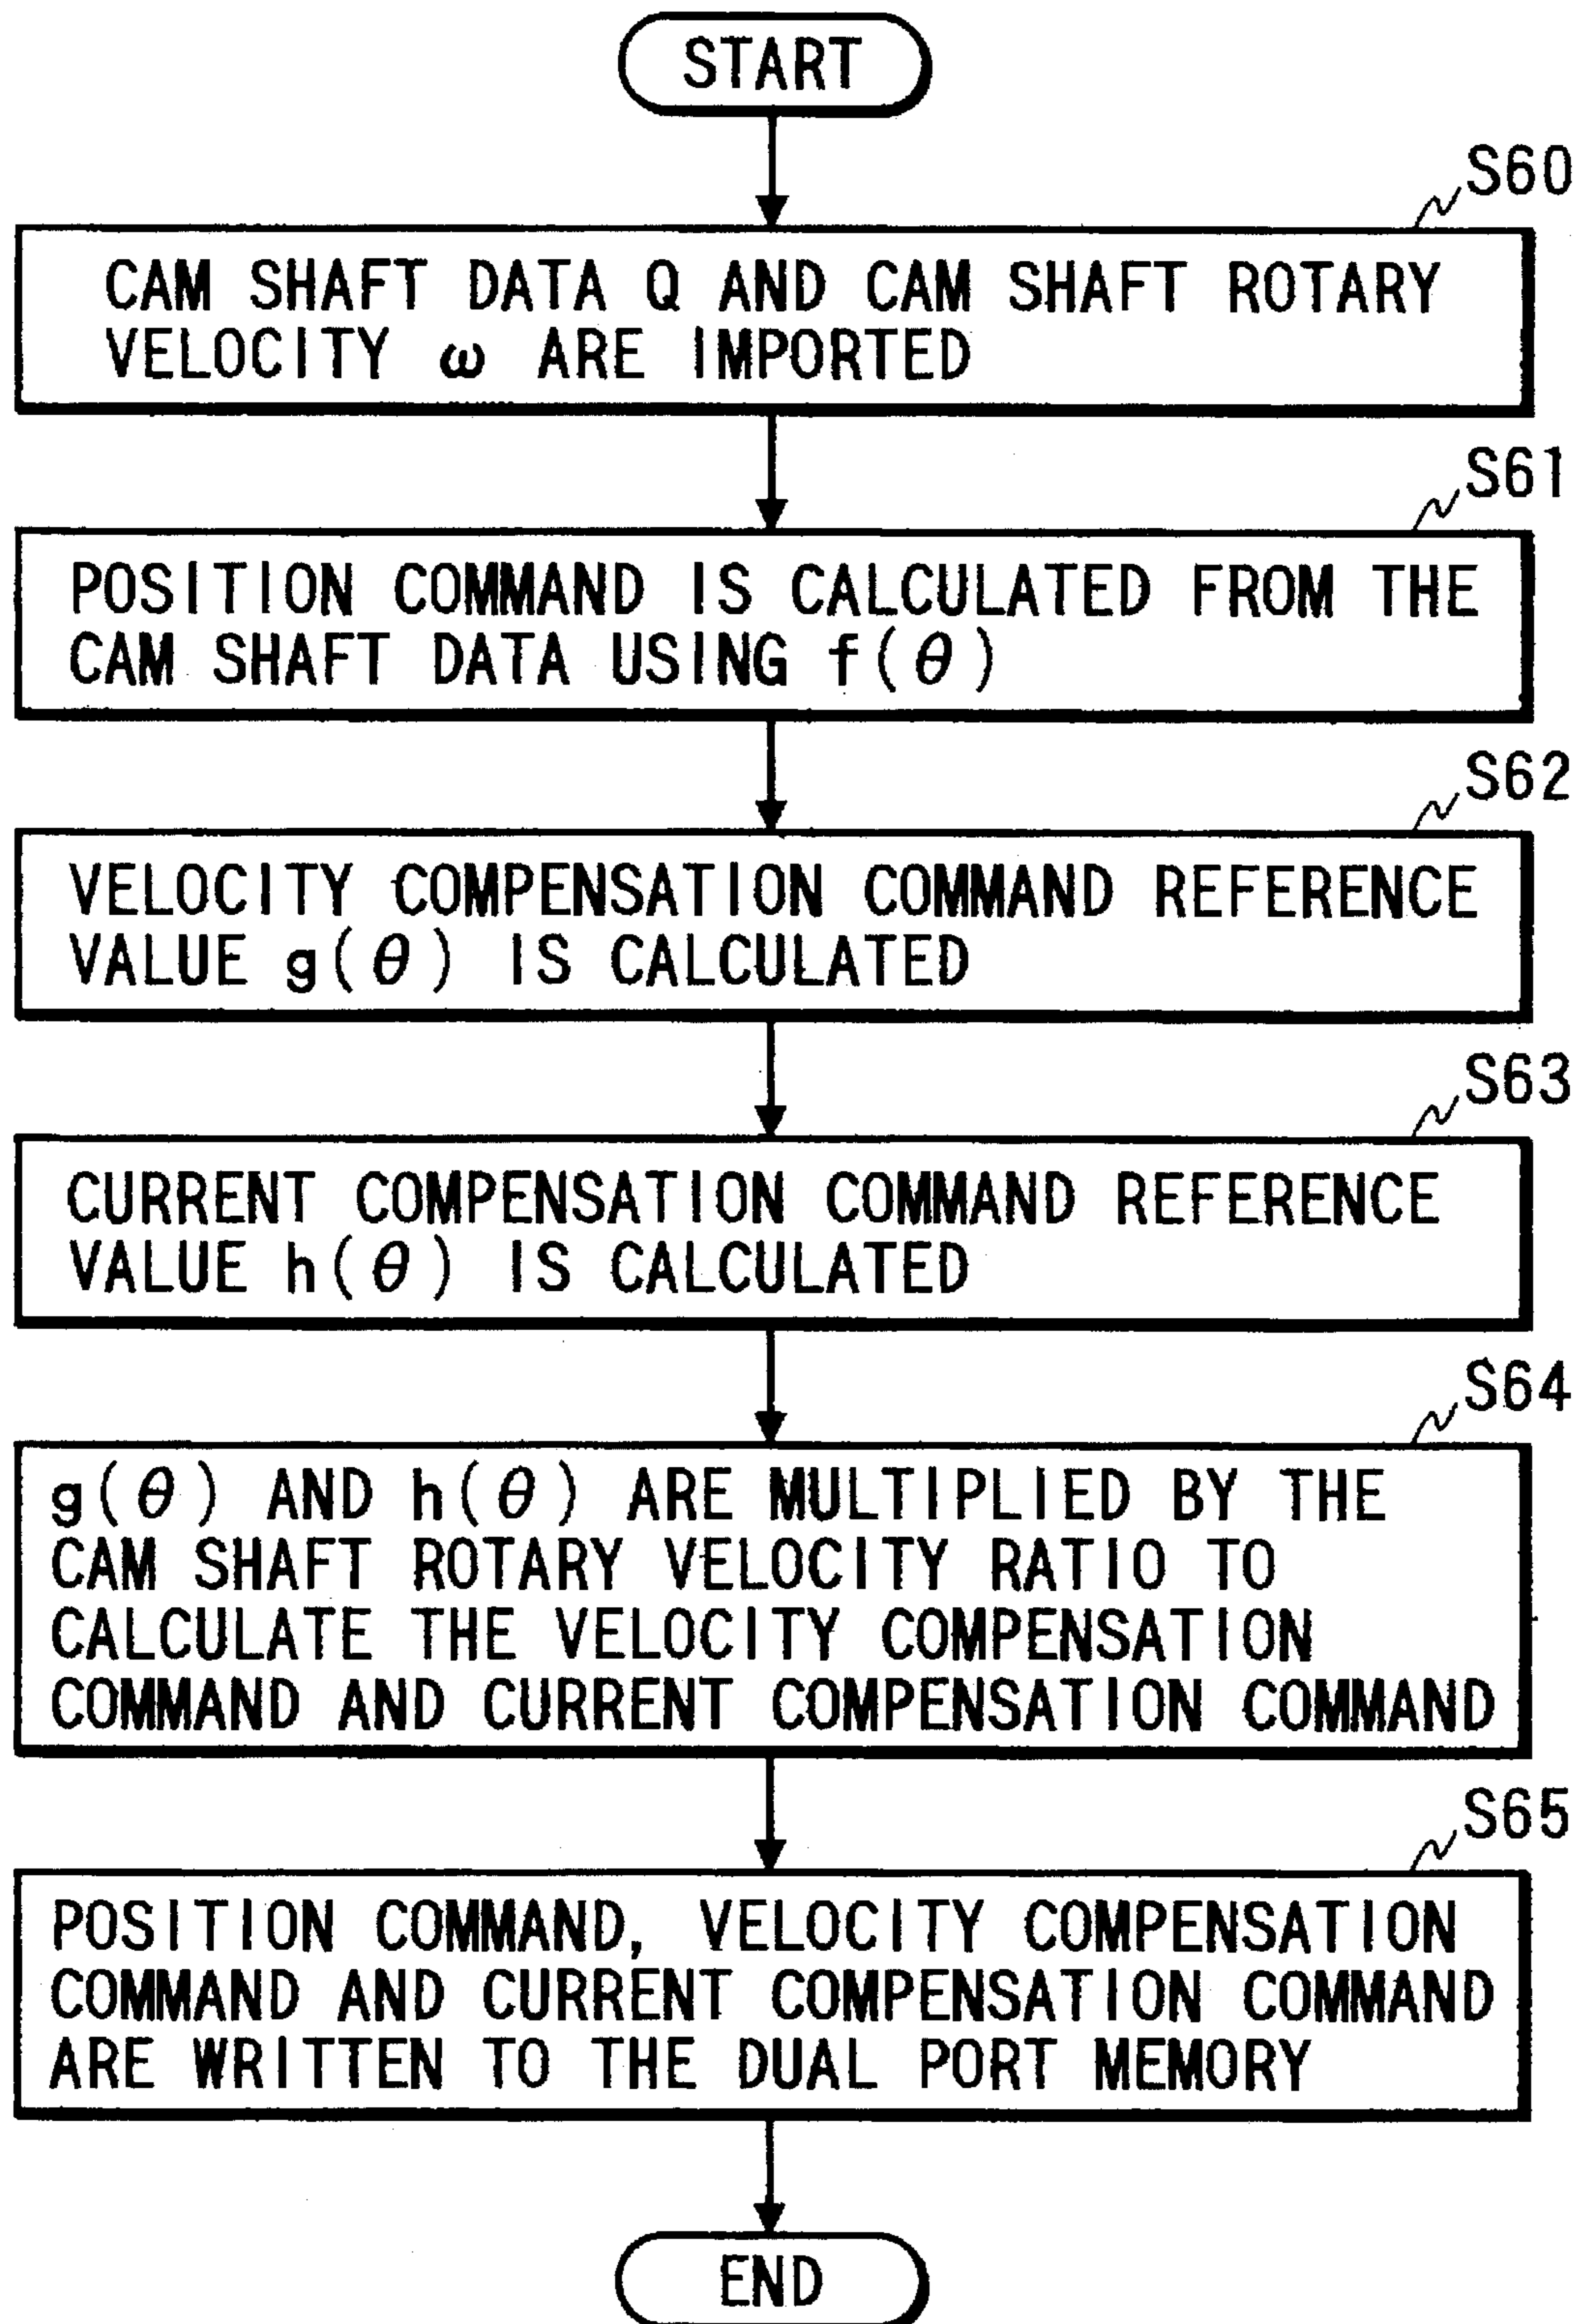 START
S60
CAM SHAFT DATA Q AND CAM SHAFT ROTARY
VELOCITY ω ARE IMPORTED
S61
POSITION COMMAND IS CALCULATED FROM THE
CAM SHAFT DATA USING f(θ)
S62
VELOCITY COMPENSATION COMMAND REFERENCE
VALUE g(θ) IS CALCULATED
S63
CURRENT COMPENSATION COMMAND REFERENCE
VALUE h(θ) IS CALCULATED
S64
g(θ) AND h(θ) ARE MULTIPLIED BY THE
CAM SHAFT ROTARY VELOCITY RATIO TO
CALCULATE THE VELOCITY COMPENSATION
COMMAND AND CURRENT COMPENSATION COMMAND
S65
POSITION COMMAND, VELOCITY COMPENSATION
COMMAND AND CURRENT COMPENSATION COMMAND
ARE WRITTEN TO THE DUAL PORT MEMORY
END